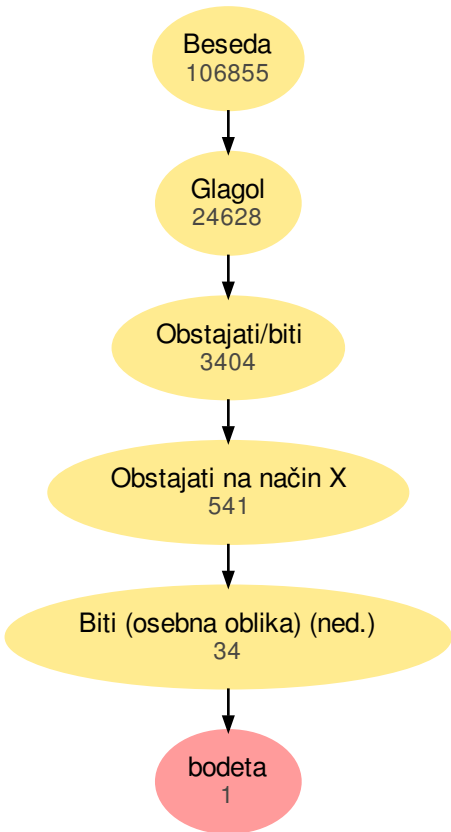 Beseda
106855
Glagol
24628
Obstajati/biti
3404
Obstajati na način X
541
Biti (osebna oblika) (ned.)
34
bodeta
1